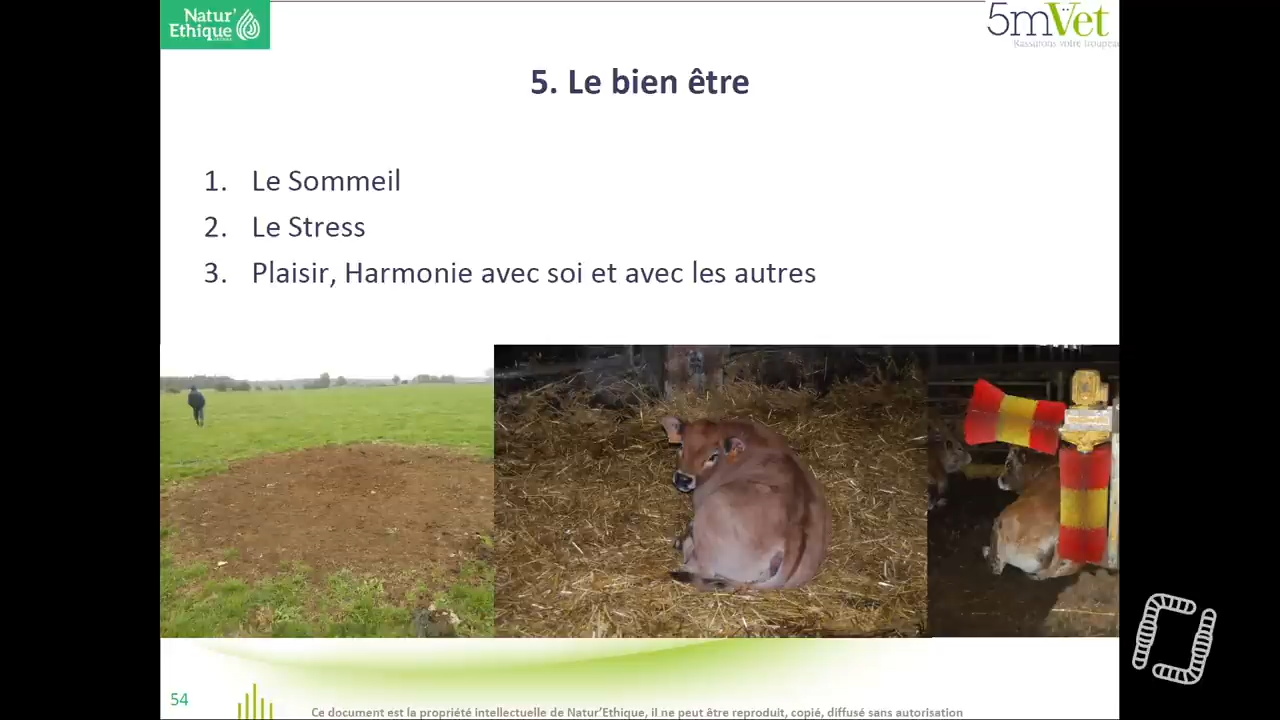 Natur'
Ethique
5mVet
Rassurons votre troupeau
5. Le bien être
1. Le Sommeil
2. Le Stress
3. Plaisir, Harmonie avec soi et avec les autres
54
Ce document est la propriété intellectuelle de Natur'Ethique, il ne peut être reproduit, copié, diffusé sans autorisation